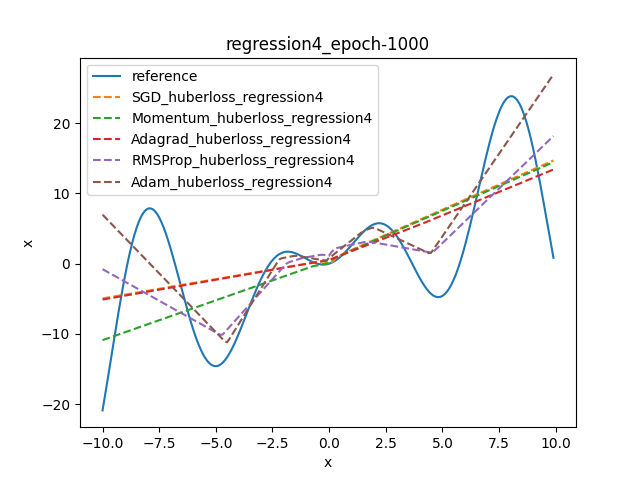 regression4_epoch-1000
reference
SGD_huberloss_regression4
Momentum_huberloss_regression4
Adagrad_huberloss_regression4
RMSProp_huberloss_regression4
Adam_huberloss_regression4
x
20
10
0
−10
−20
−10.0 −7.5 −5.0 −2.5 0.0 2.5 5.0 7.5 10.0
x